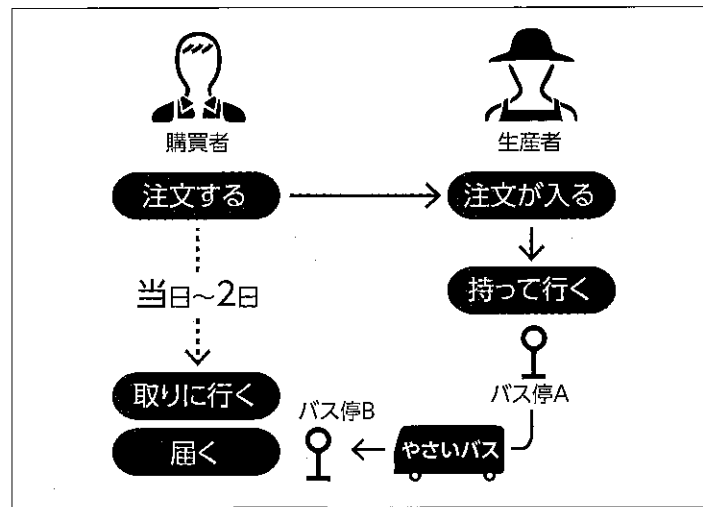 購買者
生産者
注文する
注文が入る
持って行く
当日～2日
バス停A
取りに行く
バス停B
届く
やさいバス